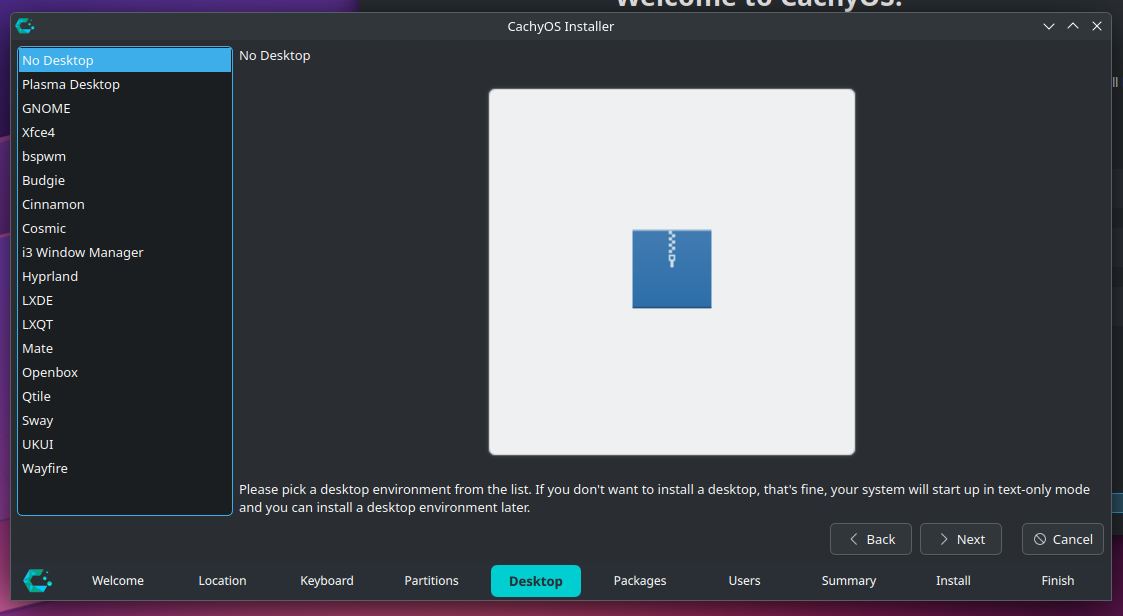 Welcome to CachyOS!
CachyOS Installer
No Desktop
Plasma Desktop
GNOME
Xfce4
bspwm
Budgie
Cinnamon
Cosmic
i3 Window Manager
Hyprland
LXDE
LXQT
Mate
Openbox
Qtile
Sway
UKUI
Wayfire
No Desktop
Please pick a desktop environment from the list. If you don't want to install a desktop, that's fine, your system will start up in text-only mode
and you can install a desktop environment later.
Back Next Cancel
Welcome Location Keyboard Partitions Desktop Packages Users Summary Install Finish